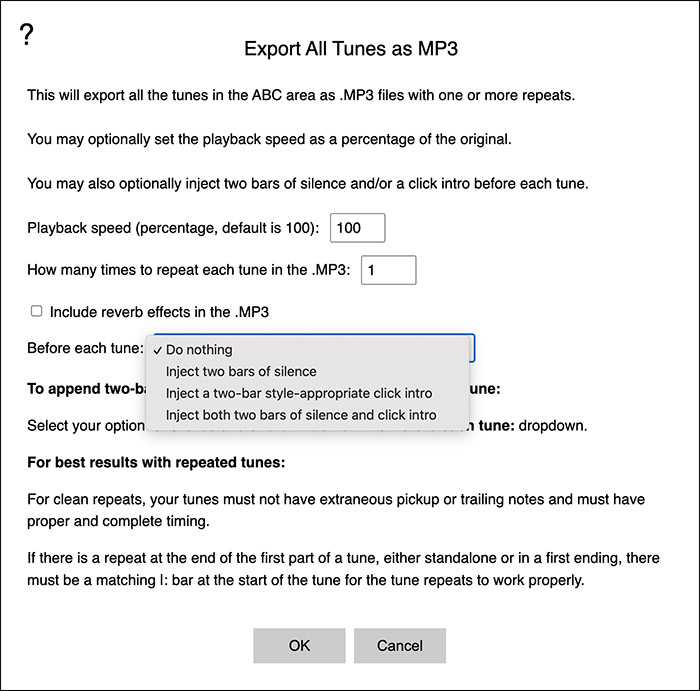 ?
Export All Tunes as MP3
This will export all the tunes in the ABC area as .MP3 files with one or more repeats.
You may optionally set the playback speed as a percentage of the original.
You may also optionally inject two bars of silence and/or a click intro before each tune.
Playback speed (percentage, default is 100): 100
How many times to repeat each tune in the .MP3: 1
Include reverb effects in the .MP3
Before each tune: ✓ Do nothing
Inject two bars of silence
Inject a two-bar style-appropriate click intro
Inject both two bars of silence and click intro
To append two-b une:
Select your option tune: dropdown.
For best results with repeated tunes:
For clean repeats, your tunes must not have extraneous pickup or trailing notes and must have
proper and complete timing.
If there is a repeat at the end of the first part of a tune, either standalone or in a first ending, there
must be a matching |: bar at the start of the tune for the tune repeats to work properly.
OK Cancel